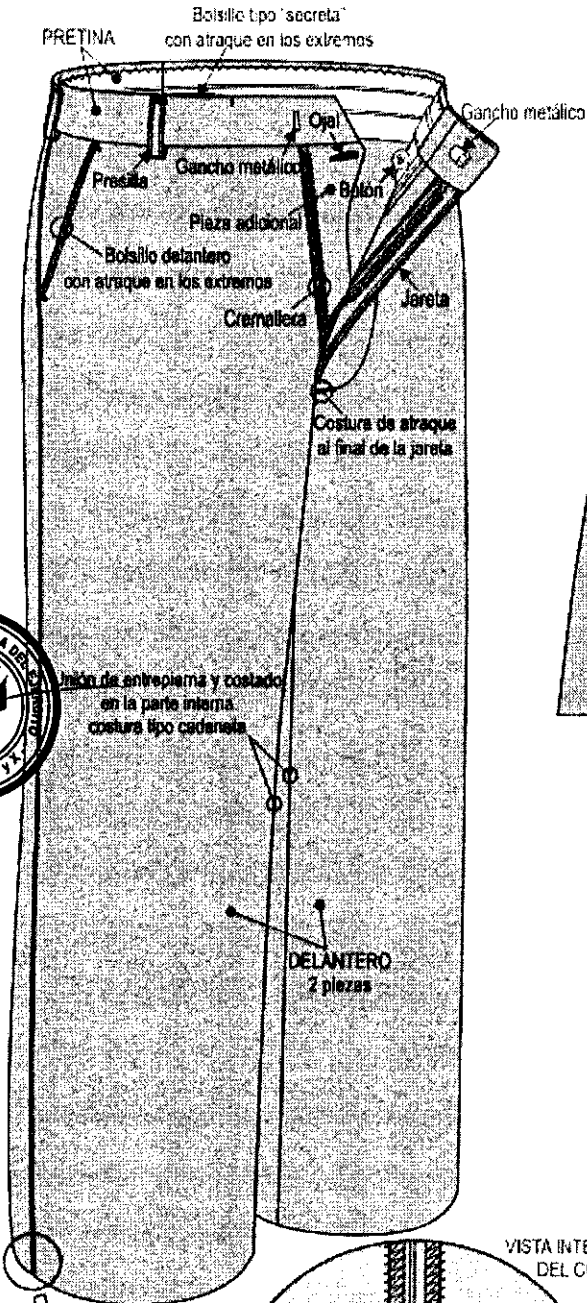 Bolsillo tipo "secreta"
con atraque en los extremos
PRETINA
Gancho metálico
Ojal
Presilla
Gancho metálico
Botón
Pieza adicional
Bolsillo delantero
con atraque en los extremos
Cremallera
Jareta
Costura de atraque
al final de la jareta
Unión de entrepierna y costado
en la parte interna
costura tipo cadeneta
DELANTERO
2 piezas
VISTA INTE
DEL C